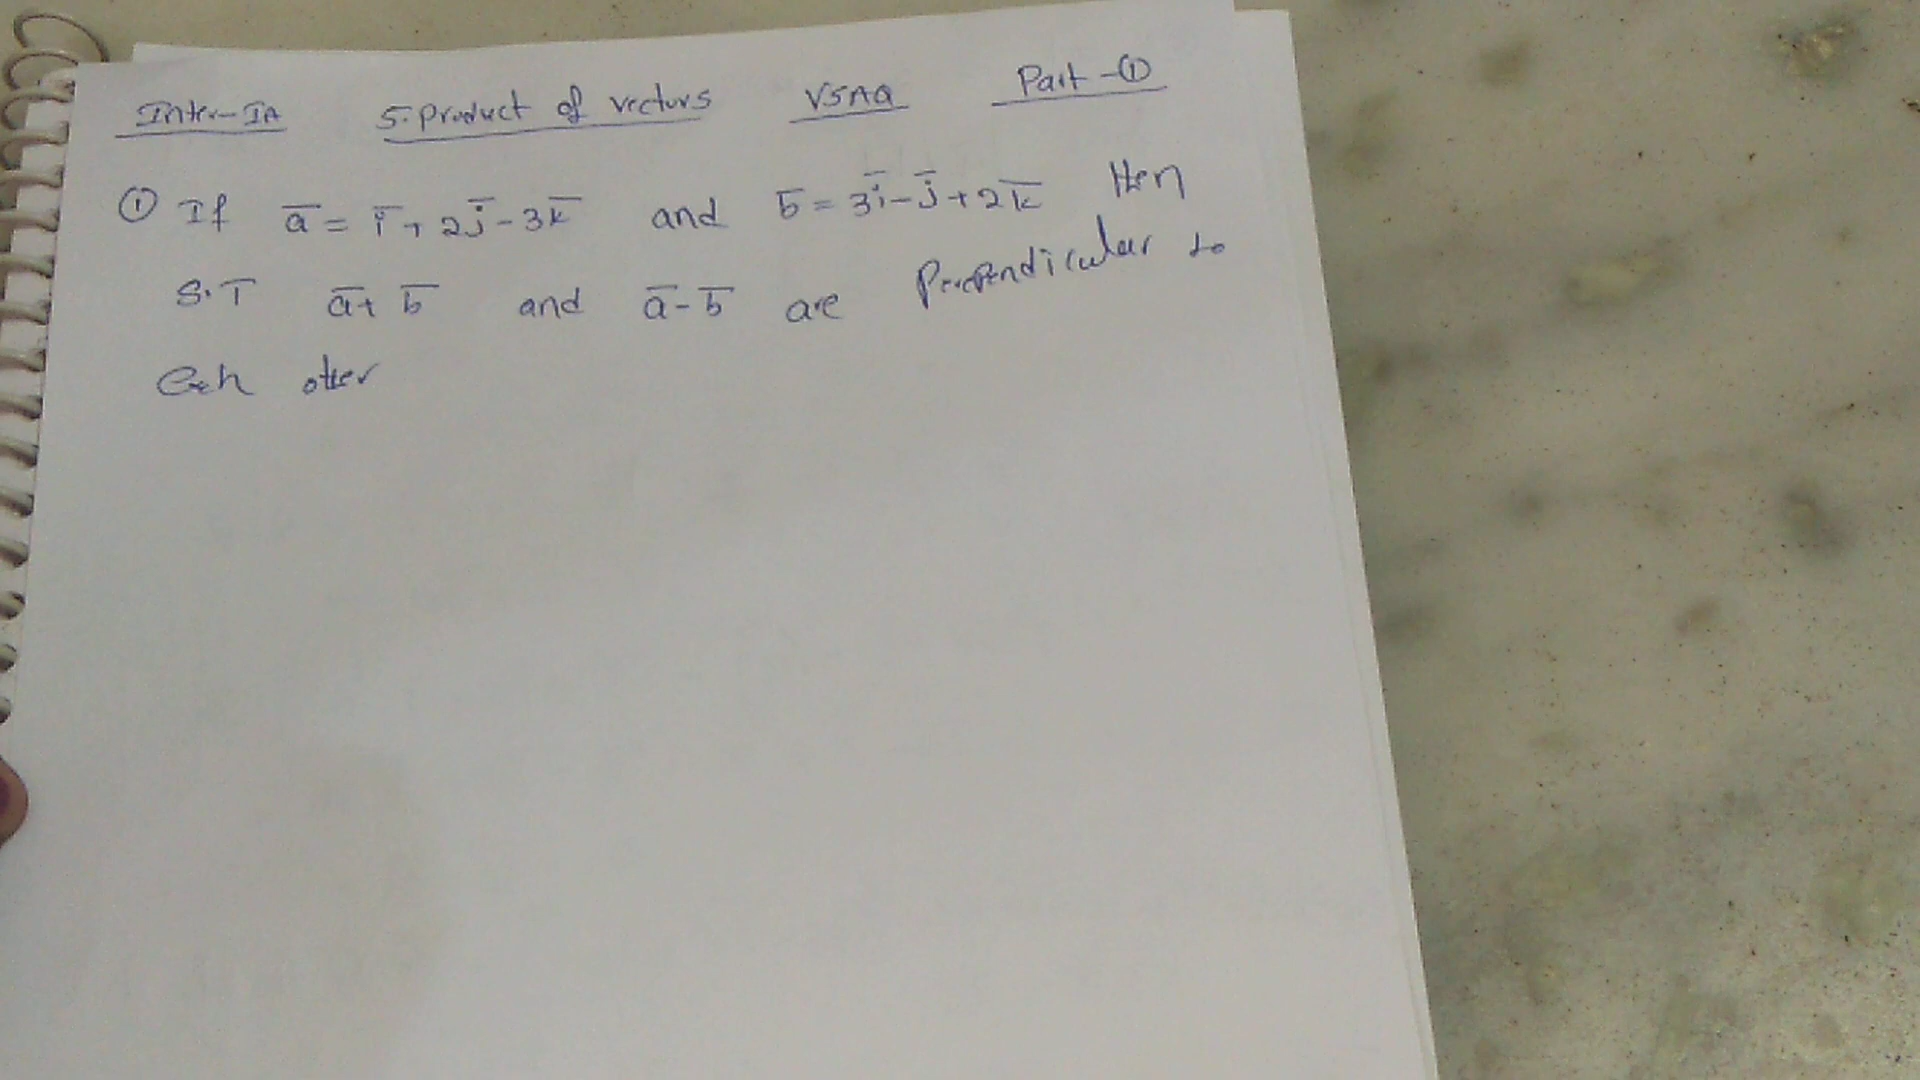 Inter-IA 5.Product of vectors VSAQ Part-①
① If a̅ = i̅+2j̅-3k̅ and b̅ = 3i̅-j̅+2k̅ then
S.T a̅+b̅ and a̅-b̅ are Perpendicular to
each other